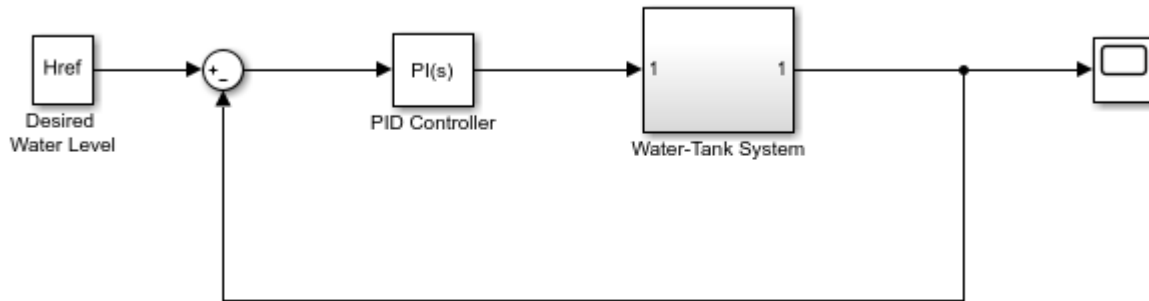 Href
+
−
PI(s)
1
1
Desired
Water Level
PID Controller
Water-Tank System